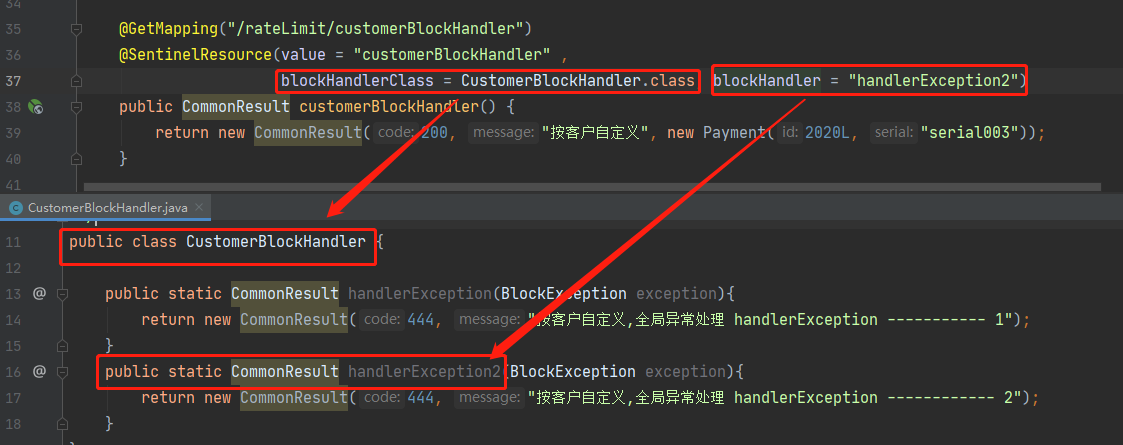 34
35 @GetMapping("/rateLimit/customerBlockHandler")
36 @SentinelResource(value = "customerBlockHandler" ,
37 blockHandlerClass = CustomerBlockHandler.class blockHandler = "handlerException2")
38 public CommonResult customerBlockHandler() {
39 return new CommonResult( code: 200, message: "按客户自定义", new Payment( id: 2020L, serial: "serial003"));
40 }
41
CustomerBlockHandler.java
11 public class CustomerBlockHandler {
12
13 @ public static CommonResult handlerException(BlockException exception){
14 return new CommonResult( code: 444, message: "按客户自定义,全局异常处理 handlerException ----------- 1");
15 }
16 @ public static CommonResult handlerException2(BlockException exception){
17 return new CommonResult( code: 444, message: "按客户自定义,全局异常处理 handlerException ------------ 2");
18 }